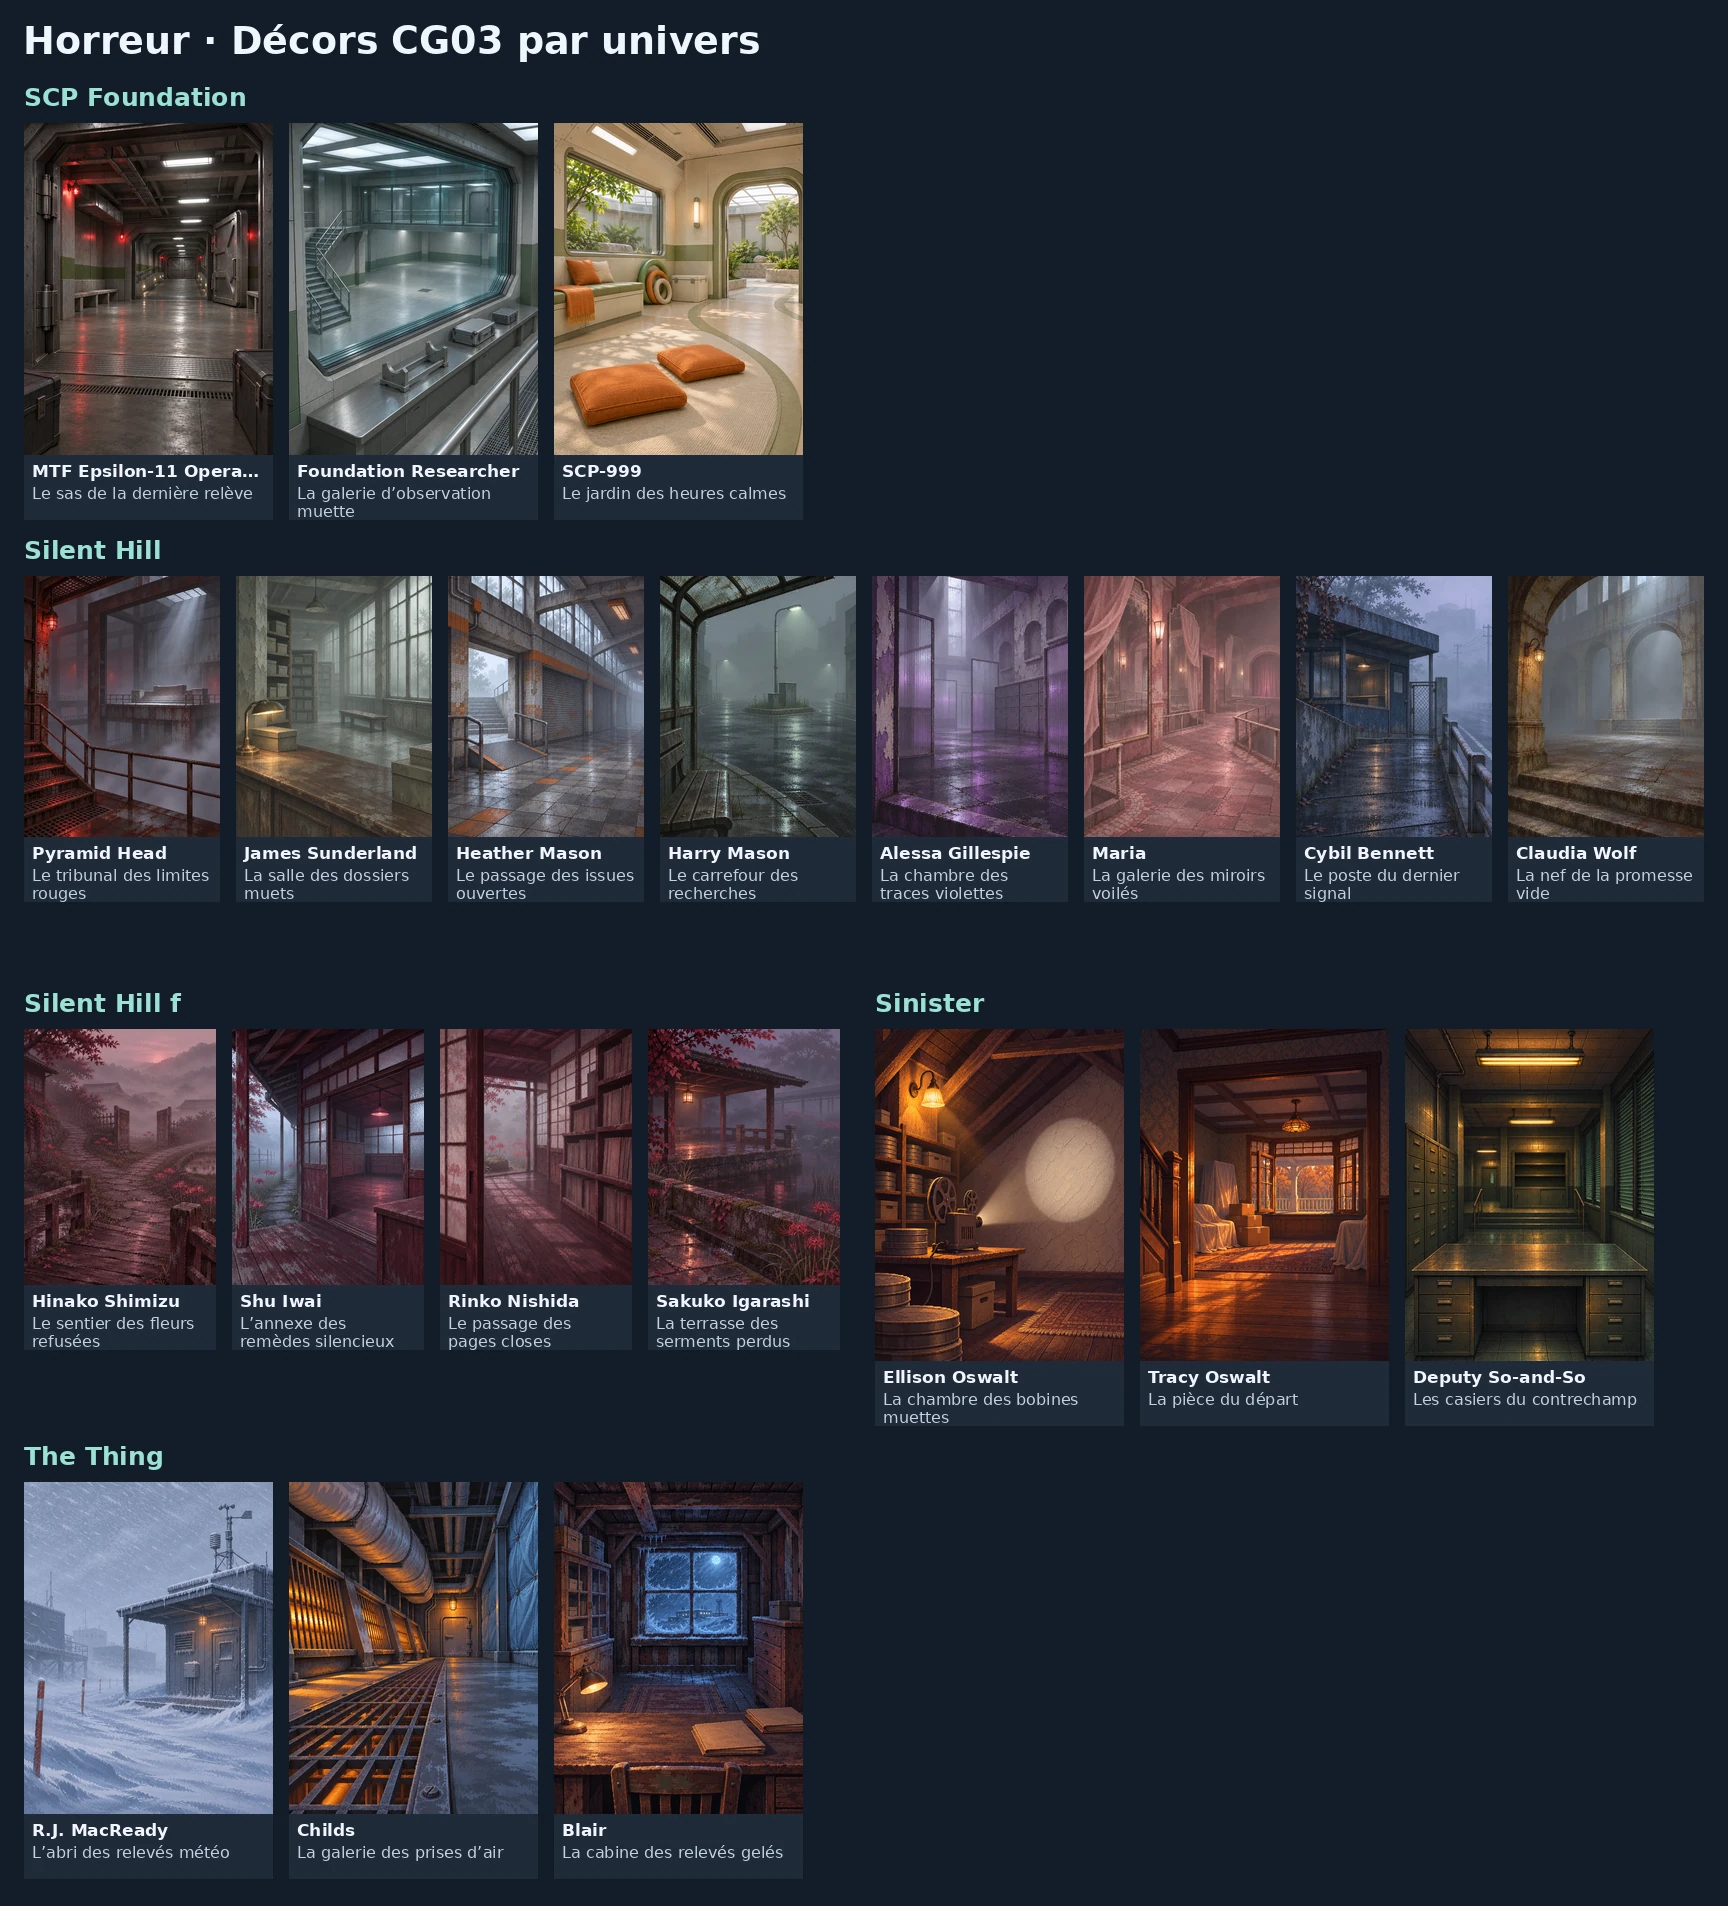 Horreur · Décors CG03 par univers
SCP Foundation
MTF Epsilon-11 Opera…
Le sas de la dernière relève
Foundation Researcher
La galerie d’observation
muette
SCP-999
Le jardin des heures calmes
Silent Hill
Pyramid Head
Le tribunal des limites
rouges
James Sunderland
La salle des dossiers
muets
Heather Mason
Le passage des issues
ouvertes
Harry Mason
Le carrefour des
recherches
Alessa Gillespie
La chambre des
traces violettes
Maria
La galerie des miroirs
voilés
Cybil Bennett
Le poste du dernier
signal
Claudia Wolf
La nef de la promesse
vide
Silent Hill f
Hinako Shimizu
Le sentier des fleurs
refusées
Shu Iwai
L’annexe des
remèdes silencieux
Rinko Nishida
Le passage des
pages closes
Sakuko Igarashi
La terrasse des
serments perdus
Sinister
Ellison Oswalt
La chambre des bobines
muettes
Tracy Oswalt
La pièce du départ
Deputy So-and-So
Les casiers du contrechamp
The Thing
R.J. MacReady
L’abri des relevés météo
Childs
La galerie des prises d’air
Blair
La cabine des relevés gelés